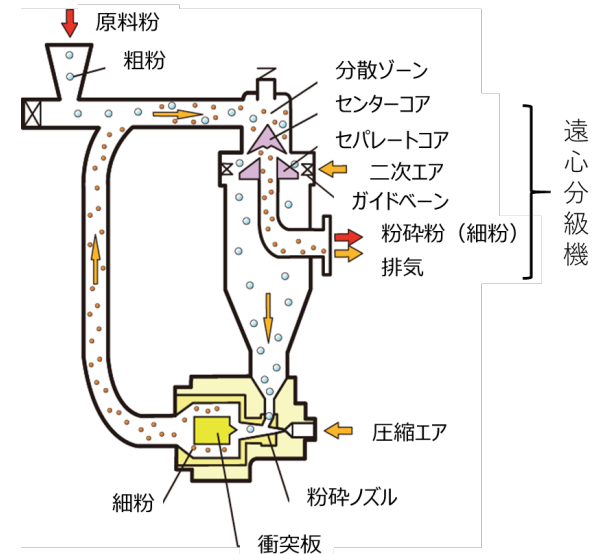 原料粉
粗粉
分散ゾーン
センターコア
セパレートコア
二次エア
ガイドベーン
粉砕粉（細粉）
排気
遠心分級機
圧縮エア
粉砕ノズル
細粉
衝突板